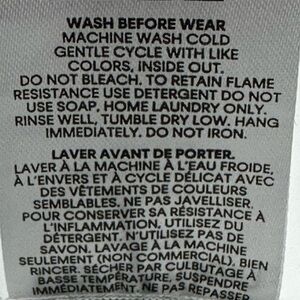 WASH BEFORE WEAR
MACHINE WASH COLD
GENTLE CYCLE WITH LIKE
COLORS, INSIDE OUT.
DO NOT BLEACH. TO RETAIN FLAME
RESISTANCE USE DETERGENT DO NOT
USE SOAP, HOME LAUNDRY ONLY.
RINSE WELL, TUMBLE DRY LOW. HANG
IMMEDIATELY. DO NOT IRON.
LAVER AVANT DE PORTER.
LAVER À LA MACHINE À L'EAU FROIDE,
À L'ENVERS ET À CYCLE DÉLICAT AVEC
DES VÊTEMENTS DE COULEURS
SEMBLABLES. NE PAS JAVELLISER.
POUR CONSERVER SA RÉSISTANCE À
L'INFLAMMATION, UTILISEZ DU
DÉTERGENT. N'UTILISEZ PAS DE
SAVON. LAVAGE À LA MACHINE
SEULEMENT (NON COMMERCIAL). BIEN
RINCER. SÉCHER PAR CULBUTAGE À
BASSE TEMPÉRATURE. SUSPENDRE
IMMÉDIATEMENT. NE PAS REPASSER.